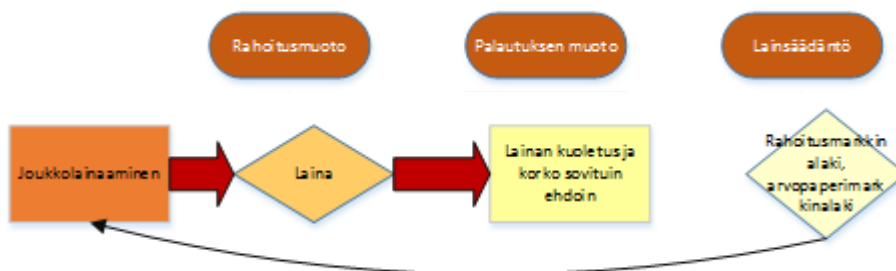 Rahoitusmuoto
Palautuksen muoto
Lainsäädäntö
Joukkolainaaminen
Laina
Lainan kuoletus ja
korko sovituin
ehdoin
Rahoitusmarkkin
alaki,
arvopaperimark
kinalaki